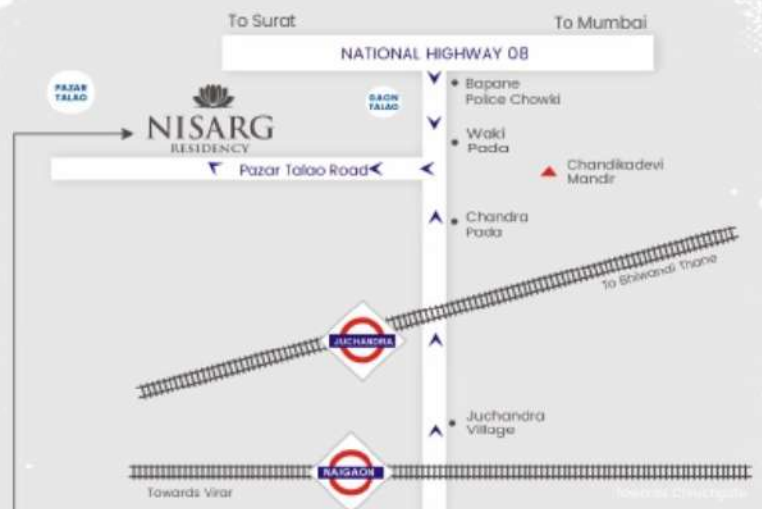 To Surat
To Mumbai
NATIONAL HIGHWAY 08
PAZAR
TALAO
GAON
TALAO
Bapane
Police Chowki
NISARG
RESIDENCY
Waki
Pada
Pazar Talao Road
Chandikadevi
Mandir
Chandra
Pada
To Bhiwandi Thane
JUCHANDRA
Juchandra
Village
NAIGAON
Towards Virar
Towards